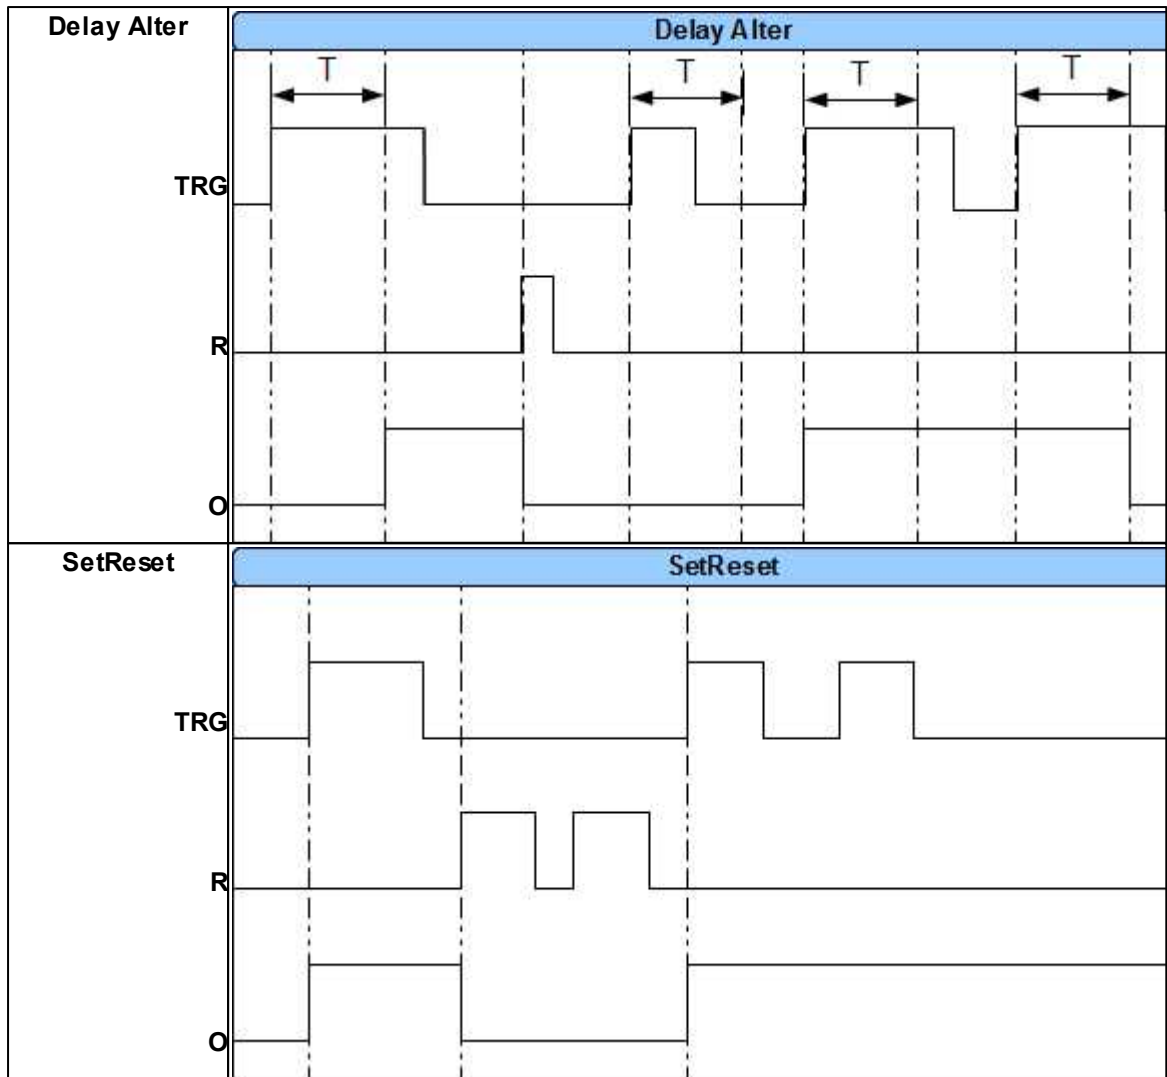 Delay Alter
Delay Alter
T T T T
TRG
R
O
SetReset
SetReset
TRG
R
O